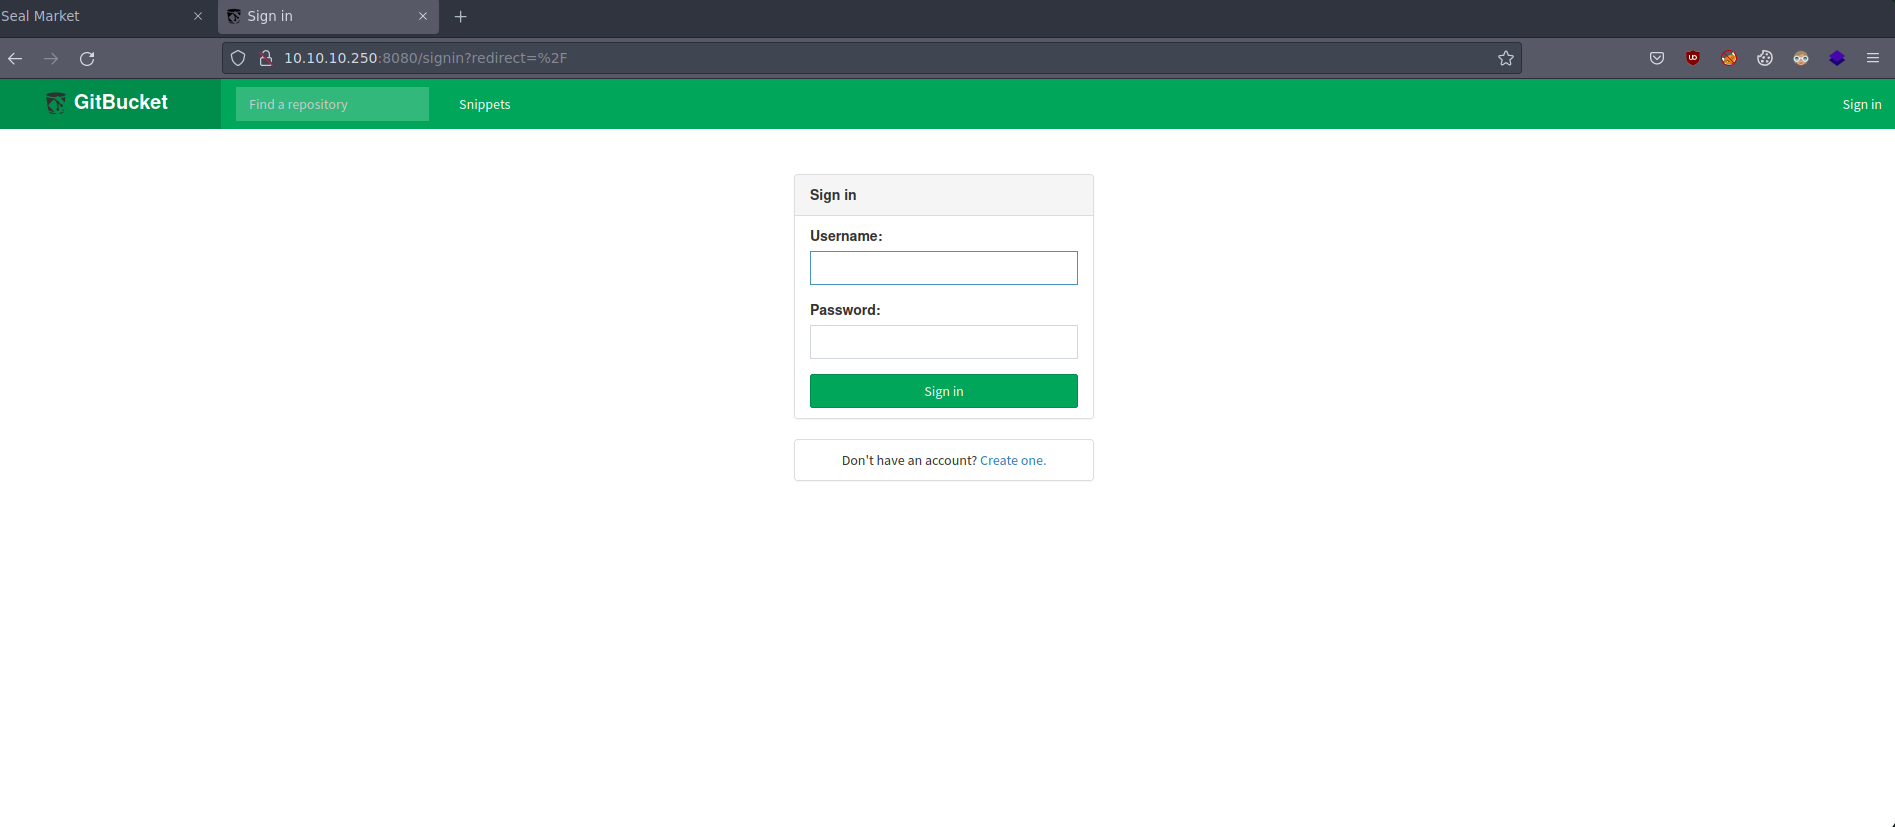 Seal Market
Sign in
10.10.10.250:8080/signin?redirect=%2F
GitBucket
Find a repository
Snippets
Sign in
Sign in
Username:
Password:
Sign in
Don't have an account? Create one.